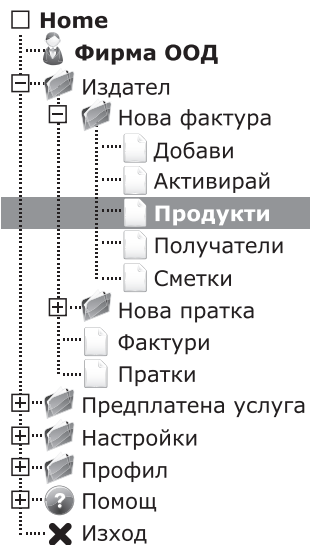 Home
Фирма ООД
Издател
Нова фактура
Добави
Активирай
Продукти
Получатели
Сметки
Нова пратка
Фактури
Пратки
Предплатена услуга
Настройки
Профил
Помощ
Изход